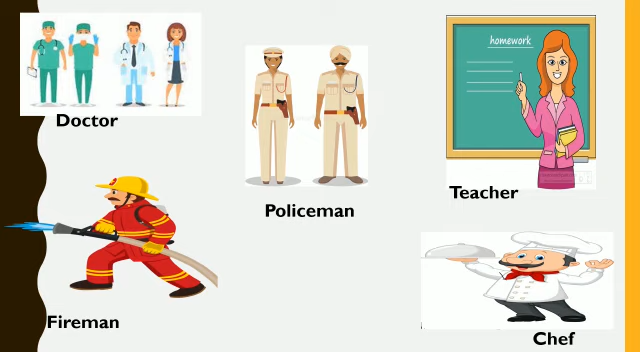 homework
Doctor
Policeman
Teacher
Fireman
Chef